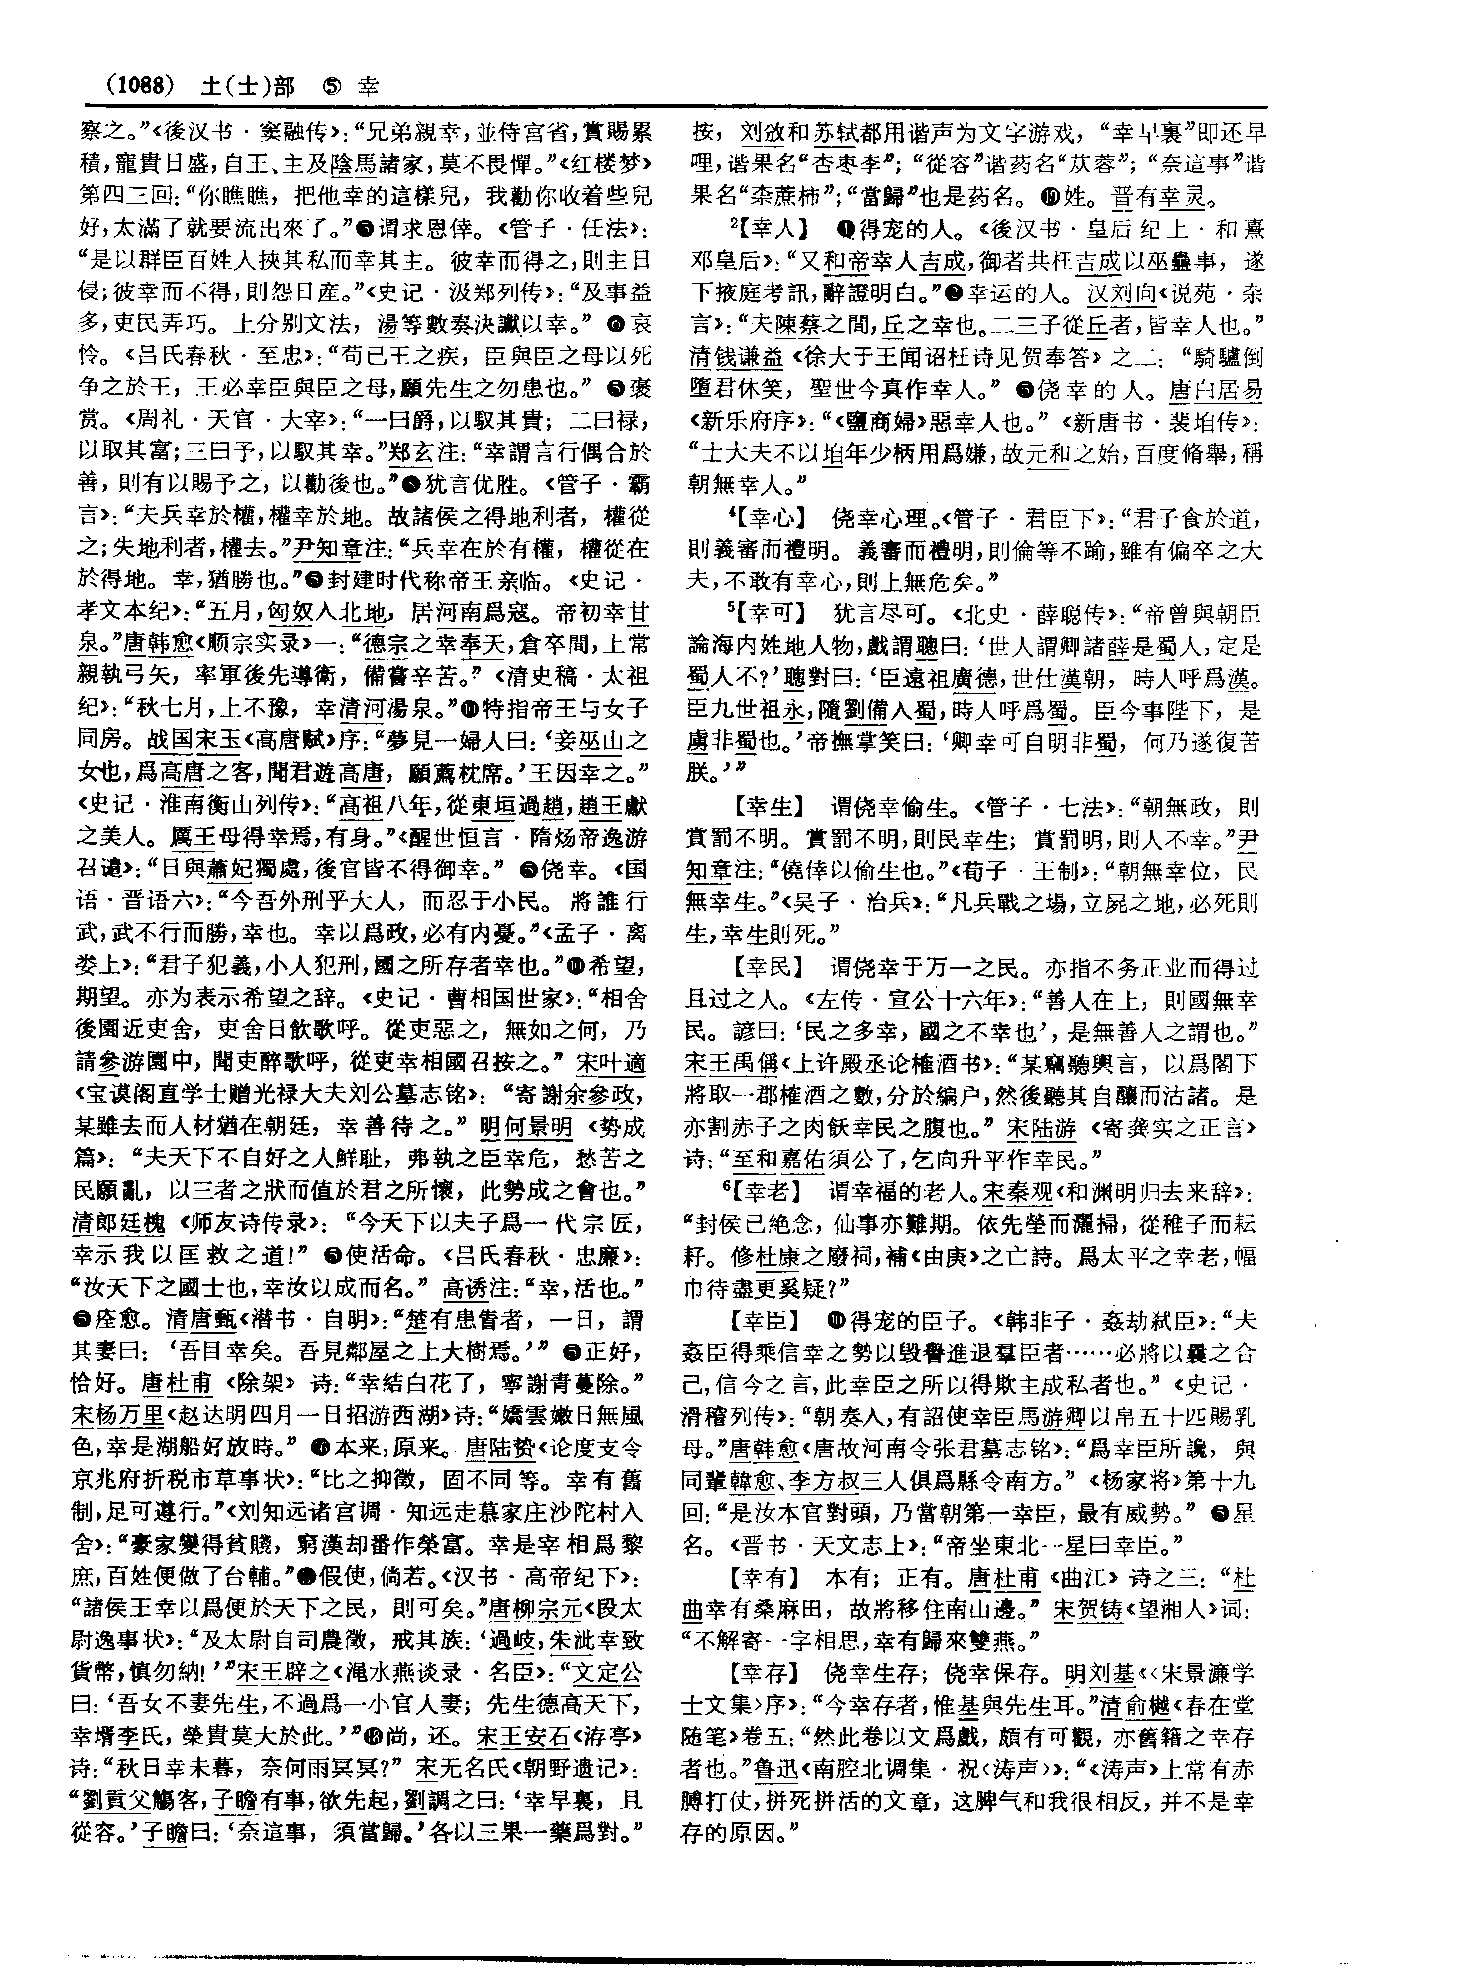 (1088) 土(士)部 ⑤ 幸
察之。”《後汉书·窦融传》：“兄弟親幸，並侍宫省，賞賜累
積，寵貴日盛，自王、主及陰馬諸家，莫不畏憚。”《红楼梦》
第四三回：“你瞧瞧，把他幸的這樣兒，我勸你收着些兒
好，太滿了就要流出來了。”谓求恩倖。《管子·任法》：
“是以群臣百姓人挾其私而幸其主。彼幸而得之，則主日
侵；彼幸而不得，則怨日産。”《史记·汲郑列传》：“及事益
多，吏民弄巧。上分别文法，湯等數奏決讞以幸。”哀
怜。《吕氏春秋·至忠》：“苟已王之疾，臣與臣之母以死
争之於王，王必幸臣與臣之母，願先生之勿患也。”褒
赏。《周礼·天官·大宰》：“一曰爵，以馭其貴；二曰禄，
以取其富；三曰予，以馭其幸。”郑玄注：“幸謂言行偶合於
善，則有以賜予之，以勸後也。”犹言优胜。《管子·霸
言》：“夫兵幸於權，權幸於地。故諸侯之得地利者，權從
之；失地利者，權去。”尹知章注：“兵幸在於有權，權從在
於得地。幸，猶勝也。”封建时代称帝王亲临。《史记·
孝文本纪》：“五月，匈奴入北地，居河南爲寇。帝初幸甘
泉。”唐韩愈《顺宗实录》一：“德宗之幸奉天，倉卒間，上常
親執弓矢，率軍後先導衛，備嘗辛苦。”《清史稿·太祖
纪》：“秋七月，上不豫，幸清河湯泉。”特指帝王与女子
同房。战国宋玉《高唐赋》序：“夢見一婦人曰：‘妾巫山之
女也，爲高唐之客，聞君遊高唐，願薦枕席。’王因幸之。”
《史记·淮南衡山列传》：“高祖八年，從東垣過趙，趙王獻
之美人。厲王母得幸焉，有身。”《醒世恒言·隋炀帝逸游
召谴》：“日與蕭妃獨處，後宫皆不得御幸。”侥幸。《国
语·晋语六》：“今吾外刑乎大人，而忍于小民。將誰行
武，武不行而勝，幸也。幸以爲政，必有内憂。”《孟子·离
娄上》：“君子犯義，小人犯刑，國之所存者幸也。”希望，
期望。亦为表示希望之辞。《史记·曹相国世家》：“相舍
後園近吏舍，吏舍日飲歌呼。從吏惡之，無如之何，乃
請參游園中，聞吏醉歌呼，從吏幸相國召按之。”宋叶適
《宝谟阁直学士赠光禄大夫刘公墓志铭》：“寄謝余參政，
某雖去而人材猶在朝廷，幸善待之。”明何景明《势成
篇》：“夫天下不自好之人鮮耻，弗執之臣幸危，愁苦之
民願亂，以三者之狀而值於君之所懷，此勢成之會也。”
清郎廷槐《师友诗传录》：“今天下以夫子爲一代宗匠，
幸示我以匡救之道！”使活命。《吕氏春秋·忠廉》：
“汝天下之國士也，幸汝以成而名。”高诱注：“幸，活也。”
痊愈。清唐甄《潜书·自明》：“楚有患眚者，一日，謂
其妻曰：‘吾目幸矣。吾見鄰屋之上大樹焉。’”正好，
恰好。唐杜甫《除架》诗：“幸結白花了，寧謝青蔓除。”
宋杨万里《赵达明四月一日招游西湖》诗：“嬌雲嫩日無風
色，幸是湖船好放時。”本来，原来。唐陆贽《论度支令
京兆府折税市草事状》：“比之抑徵，固不同等。幸有舊
制，足可遵行。”《刘知远诸宫调·知远走慕家庄沙陀村入
舍》：“豪家變得貧賤，窮漢却番作榮富。幸是宰相爲黎
庶，百姓便做了台輔。”假使，倘若。《汉书·高帝纪下》：
“諸侯王幸以爲便於天下之民，則可矣。”唐柳宗元《段太
尉逸事状》：“及太尉自司農徵，戒其族：‘過岐，朱泚幸致
貨幣，慎勿納！’”宋王辟之《渑水燕谈录·名臣》：“文定公
曰：‘吾女不妻先生，不過爲一小官人妻；先生德高天下，
幸壻李氏，榮貴莫大於此。’”尚，还。宋王安石《洊亭》
诗：“秋日幸未暮，奈何雨冥冥？”宋无名氏《朝野遗记》：
“劉貢父觴客，子瞻有事，欲先起，劉調之曰：‘幸早裏，且
從容。’子瞻曰：‘奈這事，須當歸。’各以三果一藥爲對。”
按，刘攽和苏轼都用谐声为文字游戏，“幸早裏”即还早
哩，谐果名“杏枣李”；“從容”谐药名“苁蓉”；“奈這事”谐
果名“柰蔗柿”；“當歸”也是药名。姓。晋有幸灵。
²【幸人】 ❶得宠的人。《後汉书·皇后纪上·和熹
邓皇后》：“又和帝幸人吉成，御者共枉吉成以巫蠱事，遂
下掖庭考訊，辭證明白。”❷幸运的人。汉刘向《说苑·杂
言》：“夫陳蔡之間，丘之幸也。二三子從丘者，皆幸人也。”
清钱谦益《徐大于王闻诏枉诗见贺奉答》之二：“騎驢倒
墮君休笑，聖世今真作幸人。”❸侥幸的人。唐白居易
《新乐府序》：“《鹽商婦》惡幸人也。”《新唐书·裴垍传》：
“士大夫不以垍年少柄用爲嫌，故元和之始，百度脩舉，稱
朝無幸人。”
⁴【幸心】 侥幸心理。《管子·君臣下》：“君子食於道，
則義審而禮明。義審而禮明，則倫等不踰，雖有偏卒之大
夫，不敢有幸心，則上無危矣。”
⁵【幸可】 犹言尽可。《北史·薛聪传》：“帝曾與朝臣
論海内姓地人物，戲謂聰曰：‘世人謂卿諸薛是蜀人，定是
蜀人不？’聰對曰：‘臣遠祖廣德，世仕漢朝，時人呼爲漢。
臣九世祖永，隨劉備入蜀，時人呼爲蜀。臣今事陛下，是
虜非蜀也。’帝撫掌笑曰：‘卿幸可自明非蜀，何乃遂復苦
朕。’”
【幸生】 谓侥幸偷生。《管子·七法》：“朝無政，則
賞罰不明。賞罰不明，則民幸生；賞罰明，則人不幸。”尹
知章注：“僥倖以偷生也。”《荀子·王制》：“朝無幸位，民
無幸生。”《吴子·治兵》：“凡兵戰之場，立屍之地，必死則
生，幸生則死。”
【幸民】 谓侥幸于万一之民。亦指不务正业而得过
且过之人。《左传·宣公十六年》：“善人在上，則國無幸
民。諺曰：‘民之多幸，國之不幸也’，是無善人之謂也。”
宋王禹偁《上许殿丞论榷酒书》：“某竊聽輿言，以爲閣下
將取一郡榷酒之數，分於編户，然後聽其自釀而沽諸。是
亦割赤子之肉飫幸民之腹也。”宋陆游《寄龚实之正言》
诗：“至和嘉佑須公了，乞向升平作幸民。”
⁶【幸老】 谓幸福的老人。宋秦观《和渊明归去来辞》：
“封侯已絶念，仙事亦難期。依先塋而灑掃，從稚子而耘
耔。修杜康之廢祠，補《由庚》之亡詩。爲太平之幸老，幅
巾待盡更奚疑？”
【幸臣】 ❶得宠的臣子。《韩非子·姦劫弑臣》：“夫
姦臣得乘信幸之勢以毁譽進退羣臣者……必將以曩之合
己，信今之言，此幸臣之所以得欺主成私者也。”《史记·
滑稽列传》：“朝奏入，有詔使幸臣馬游卿以帛五十匹賜乳
母。”唐韩愈《唐故河南令张君墓志铭》：“爲幸臣所讒，與
同輩韓愈、李方叔三人俱爲縣令南方。”《杨家将》第十九
回：“是汝本官對頭，乃當朝第一幸臣，最有威勢。”❷星
名。《晋书·天文志上》：“帝坐東北一星曰幸臣。”
【幸有】 本有；正有。唐杜甫《曲江》诗之三：“杜
曲幸有桑麻田，故將移住南山邊。”宋贺铸《望湘人》词：
“不解寄一字相思，幸有歸來雙燕。”
【幸存】 侥幸生存；侥幸保存。明刘基《〈宋景濂学
士文集〉序》：“今幸存者，惟基與先生耳。”清俞樾《春在堂
随笔》卷五：“然此卷以文爲戲，頗有可觀，亦舊籍之幸存
者也。”鲁迅《南腔北调集·祝〈涛声〉》：“《涛声》上常有赤
膊打仗，拼死拼活的文章，这脾气和我很相反，并不是幸
存的原因。”